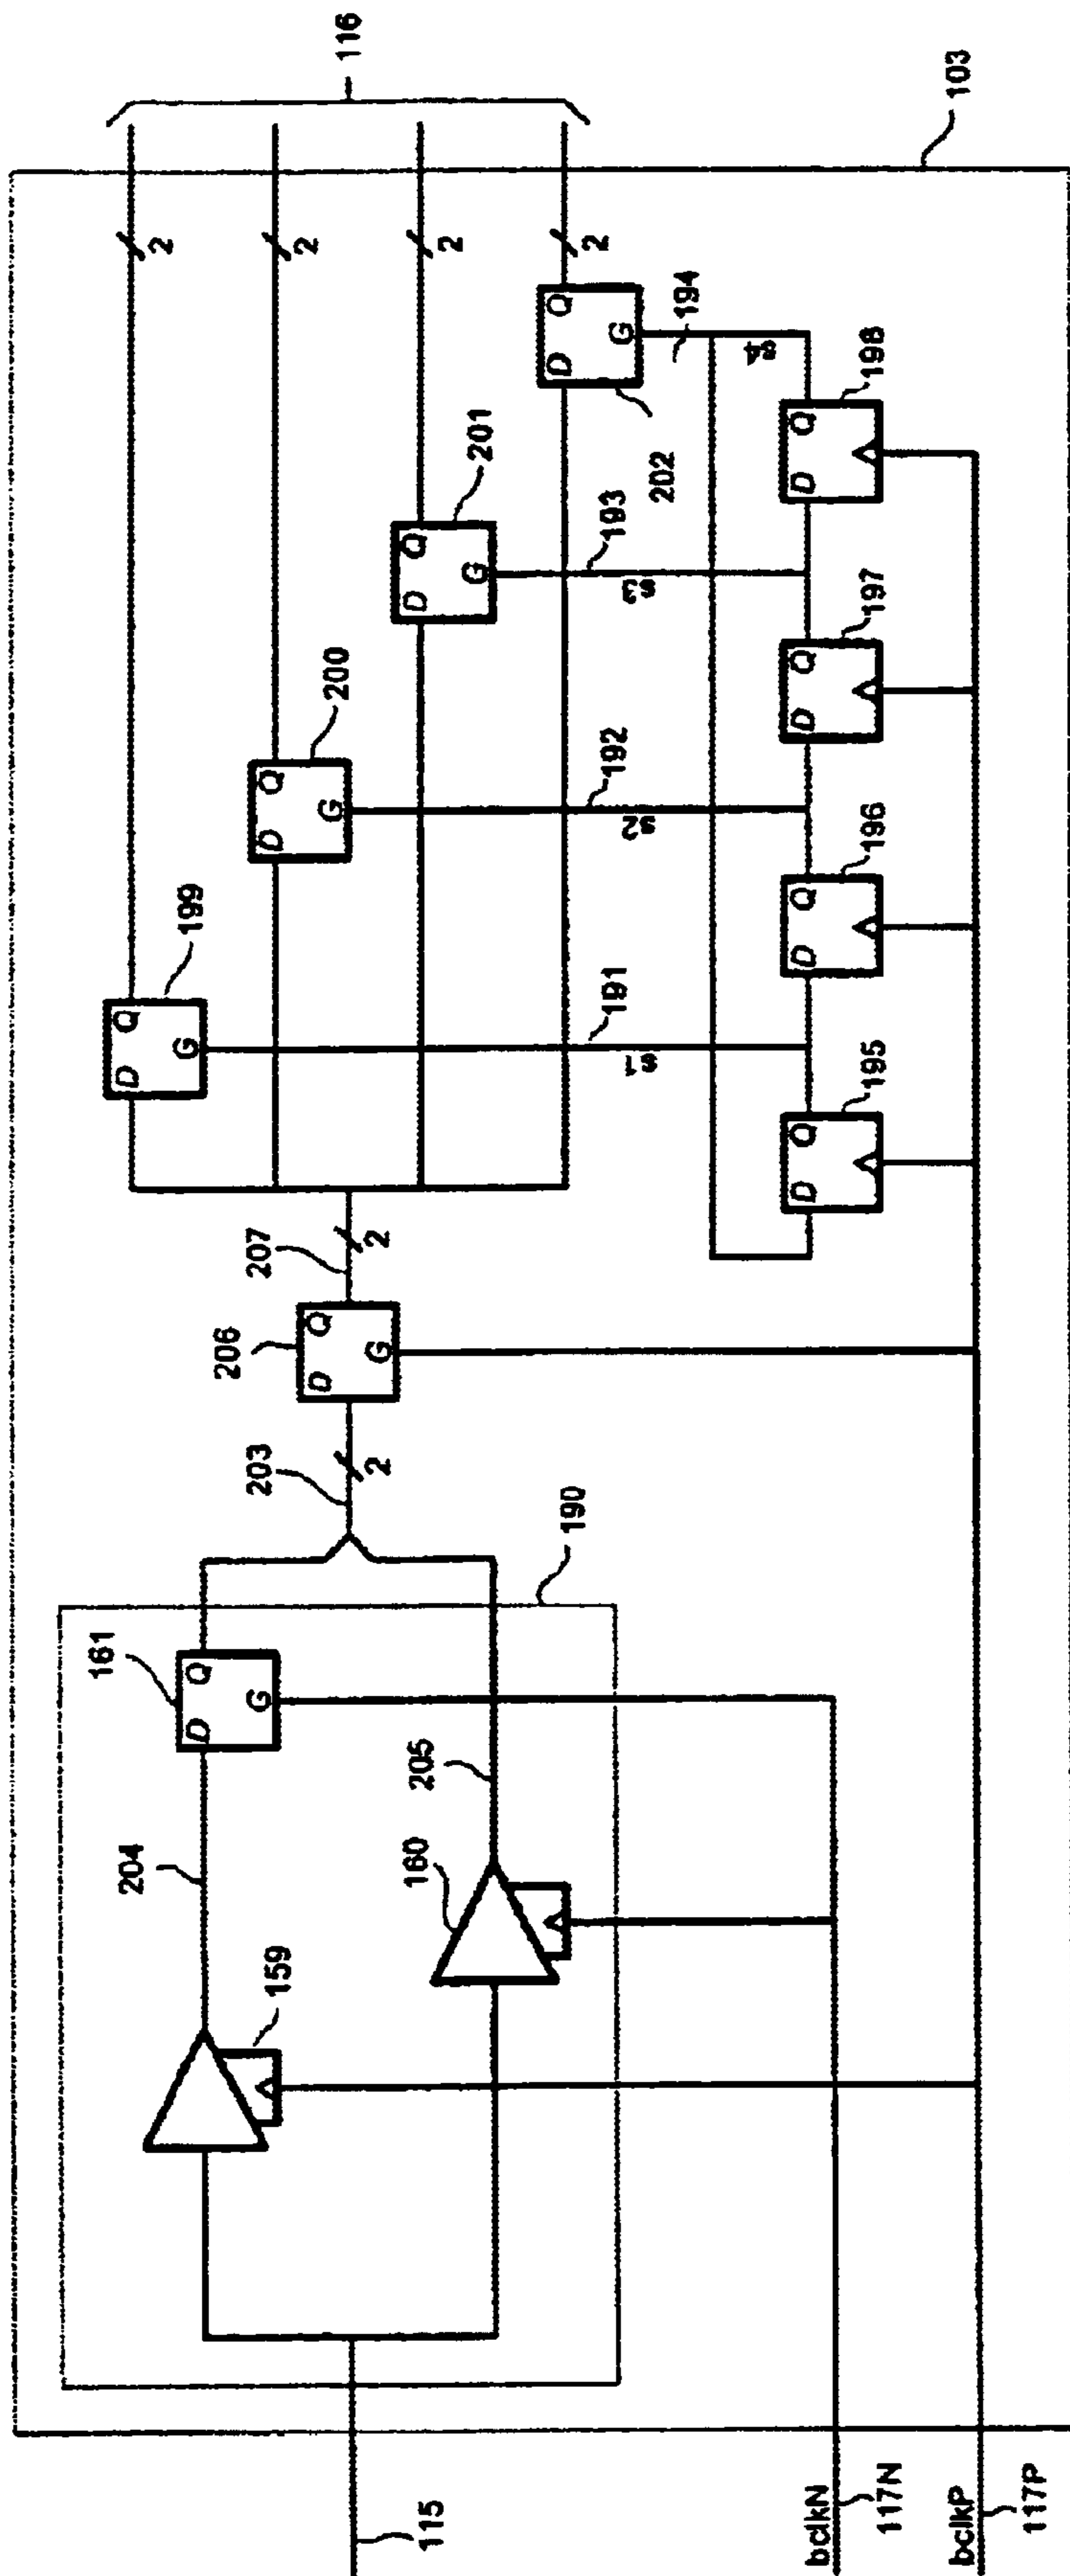 116
103
2
2
2
2
D Q G
199
D Q G
200
D Q G
201
D Q G
202
s1
191
s2
192
s3
193
s4
194
D Q
195
D Q
196
D Q
197
D Q
198
207
2
D Q G
206
203
2
190
D Q G
161
204
159
205
160
115
bclkN
117N
bclkP
117P